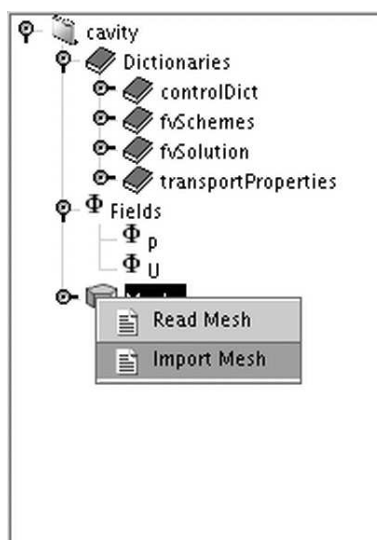 cavity
Dictionaries
controlDict
fvSchemes
fvSolution
transportProperties
Φ Fields
Φ p
Φ U
Read Mesh
Import Mesh